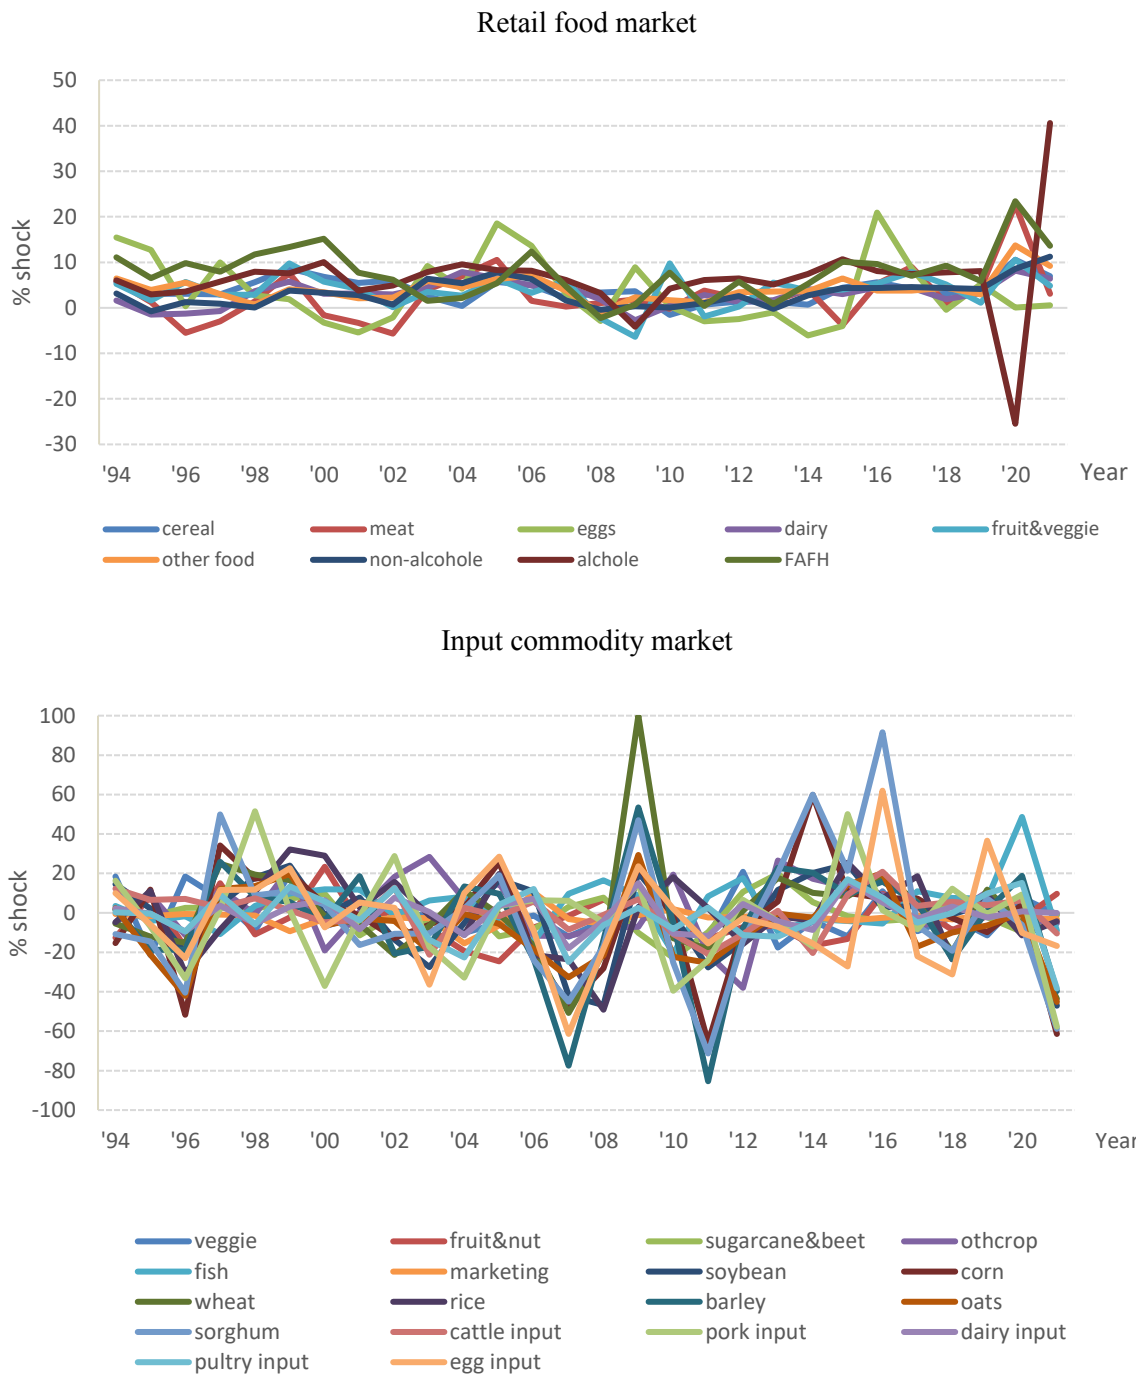 Retail food market
50
40
30
20
10
0
-10
-20
-30
% shock
'94 '96 '98 '00 '02 '04 '06 '08 '10 '12 '14 '16 '18 '20 Year
cereal meat eggs dairy fruit&veggie
other food non-alcohole alchole FAFH
Input commodity market
100
80
60
40
20
0
-20
-40
-60
-80
-100
% shock
'94 '96 '98 '00 '02 '04 '06 '08 '10 '12 '14 '16 '18 '20 Year
veggie fruit&nut sugarcane&beet othcrop
fish marketing soybean corn
wheat rice barley oats
sorghum cattle input pork input dairy input
pultry input egg input